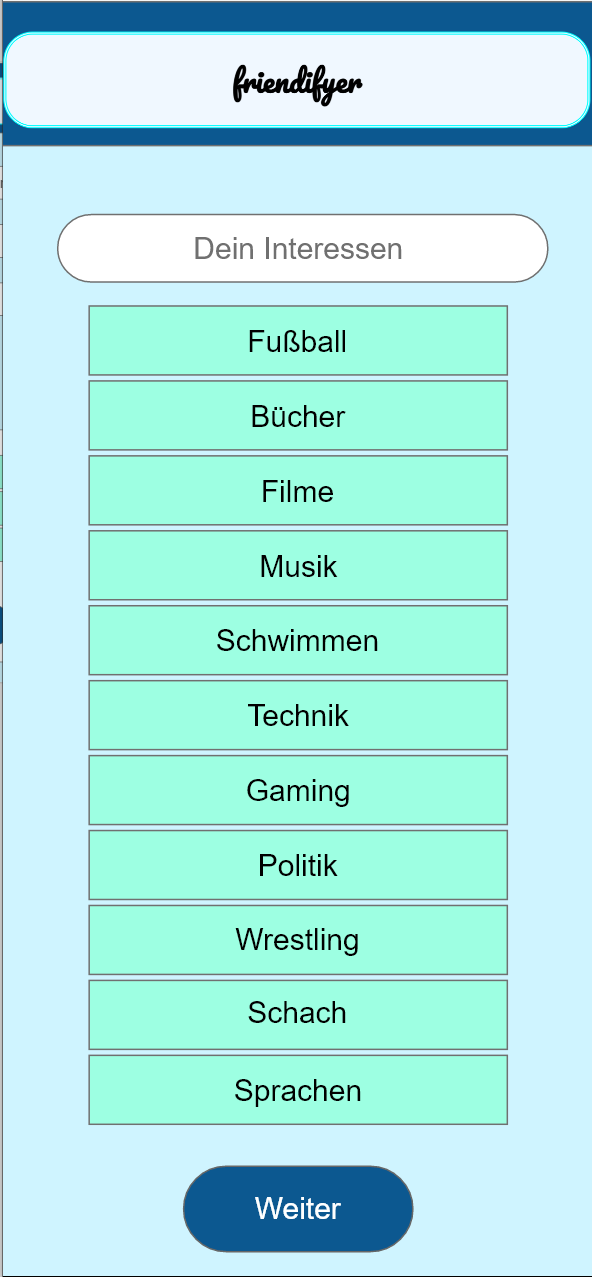 friendifyer
Dein Interessen
Fußball
Bücher
Filme
Musik
Schwimmen
Technik
Gaming
Politik
Wrestling
Schach
Sprachen
Weiter